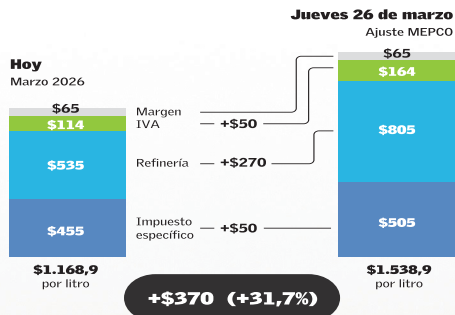 Jueves 26 de marzo
Ajuste MEPCO
Hoy
Marzo 2026
$65
$114
$535
$455
$1.168,9
por litro
Margen
IVA
+$50
Refinería
+$270
Impuesto
específico
+$50
$65
$164
$805
$505
$1.538,9
por litro
+$370 (+31,7%)